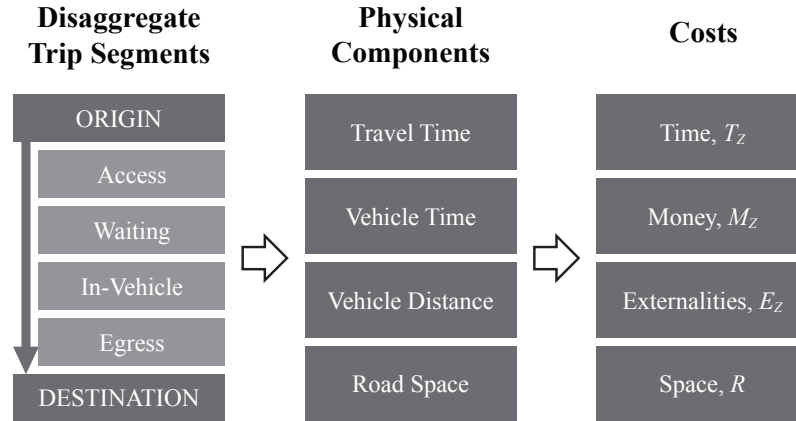 Disaggregate
Trip Segments
ORIGIN
Access
Waiting
In-Vehicle
Egress
DESTINATION
Physical
Components
Travel Time
Vehicle Time
Vehicle Distance
Road Space
Costs
Time, T_Z
Money, M_Z
Externalities, E_Z
Space, R